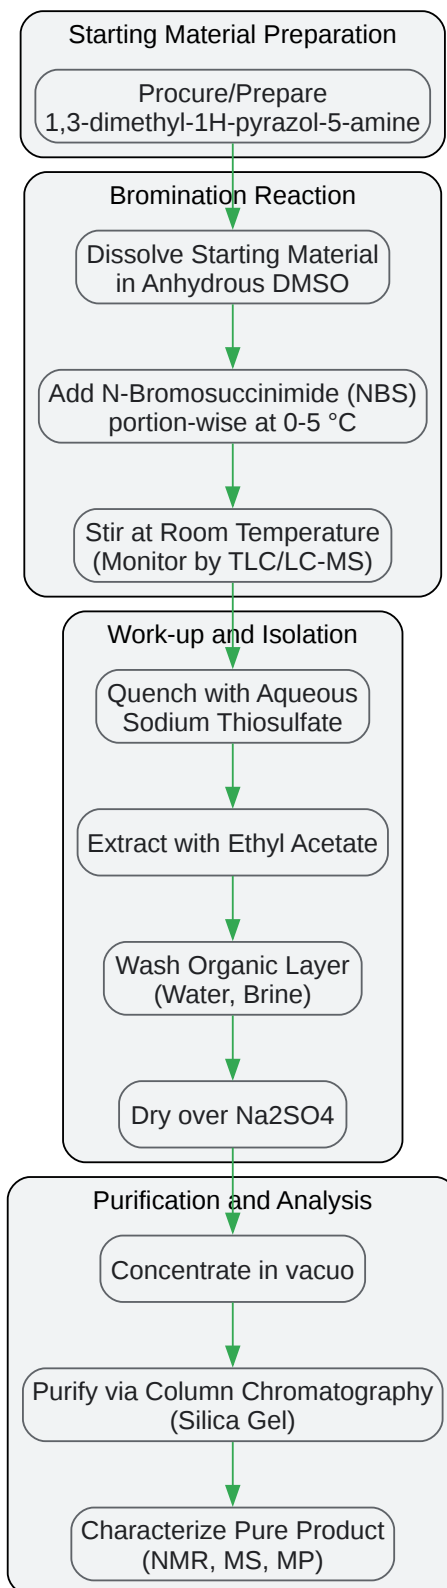 Starting Material Preparation
Procure/Prepare
1,3-dimethyl-1H-pyrazol-5-amine
Bromination Reaction
Dissolve Starting Material
in Anhydrous DMSO
Add N-Bromosuccinimide (NBS)
portion-wise at 0-5 °C
Stir at Room Temperature
(Monitor by TLC/LC-MS)
Work-up and Isolation
Quench with Aqueous
Sodium Thiosulfate
Extract with Ethyl Acetate
Wash Organic Layer
(Water, Brine)
Dry over Na2SO4
Purification and Analysis
Concentrate in vacuo
Purify via Column Chromatography
(Silica Gel)
Characterize Pure Product
(NMR, MS, MP)